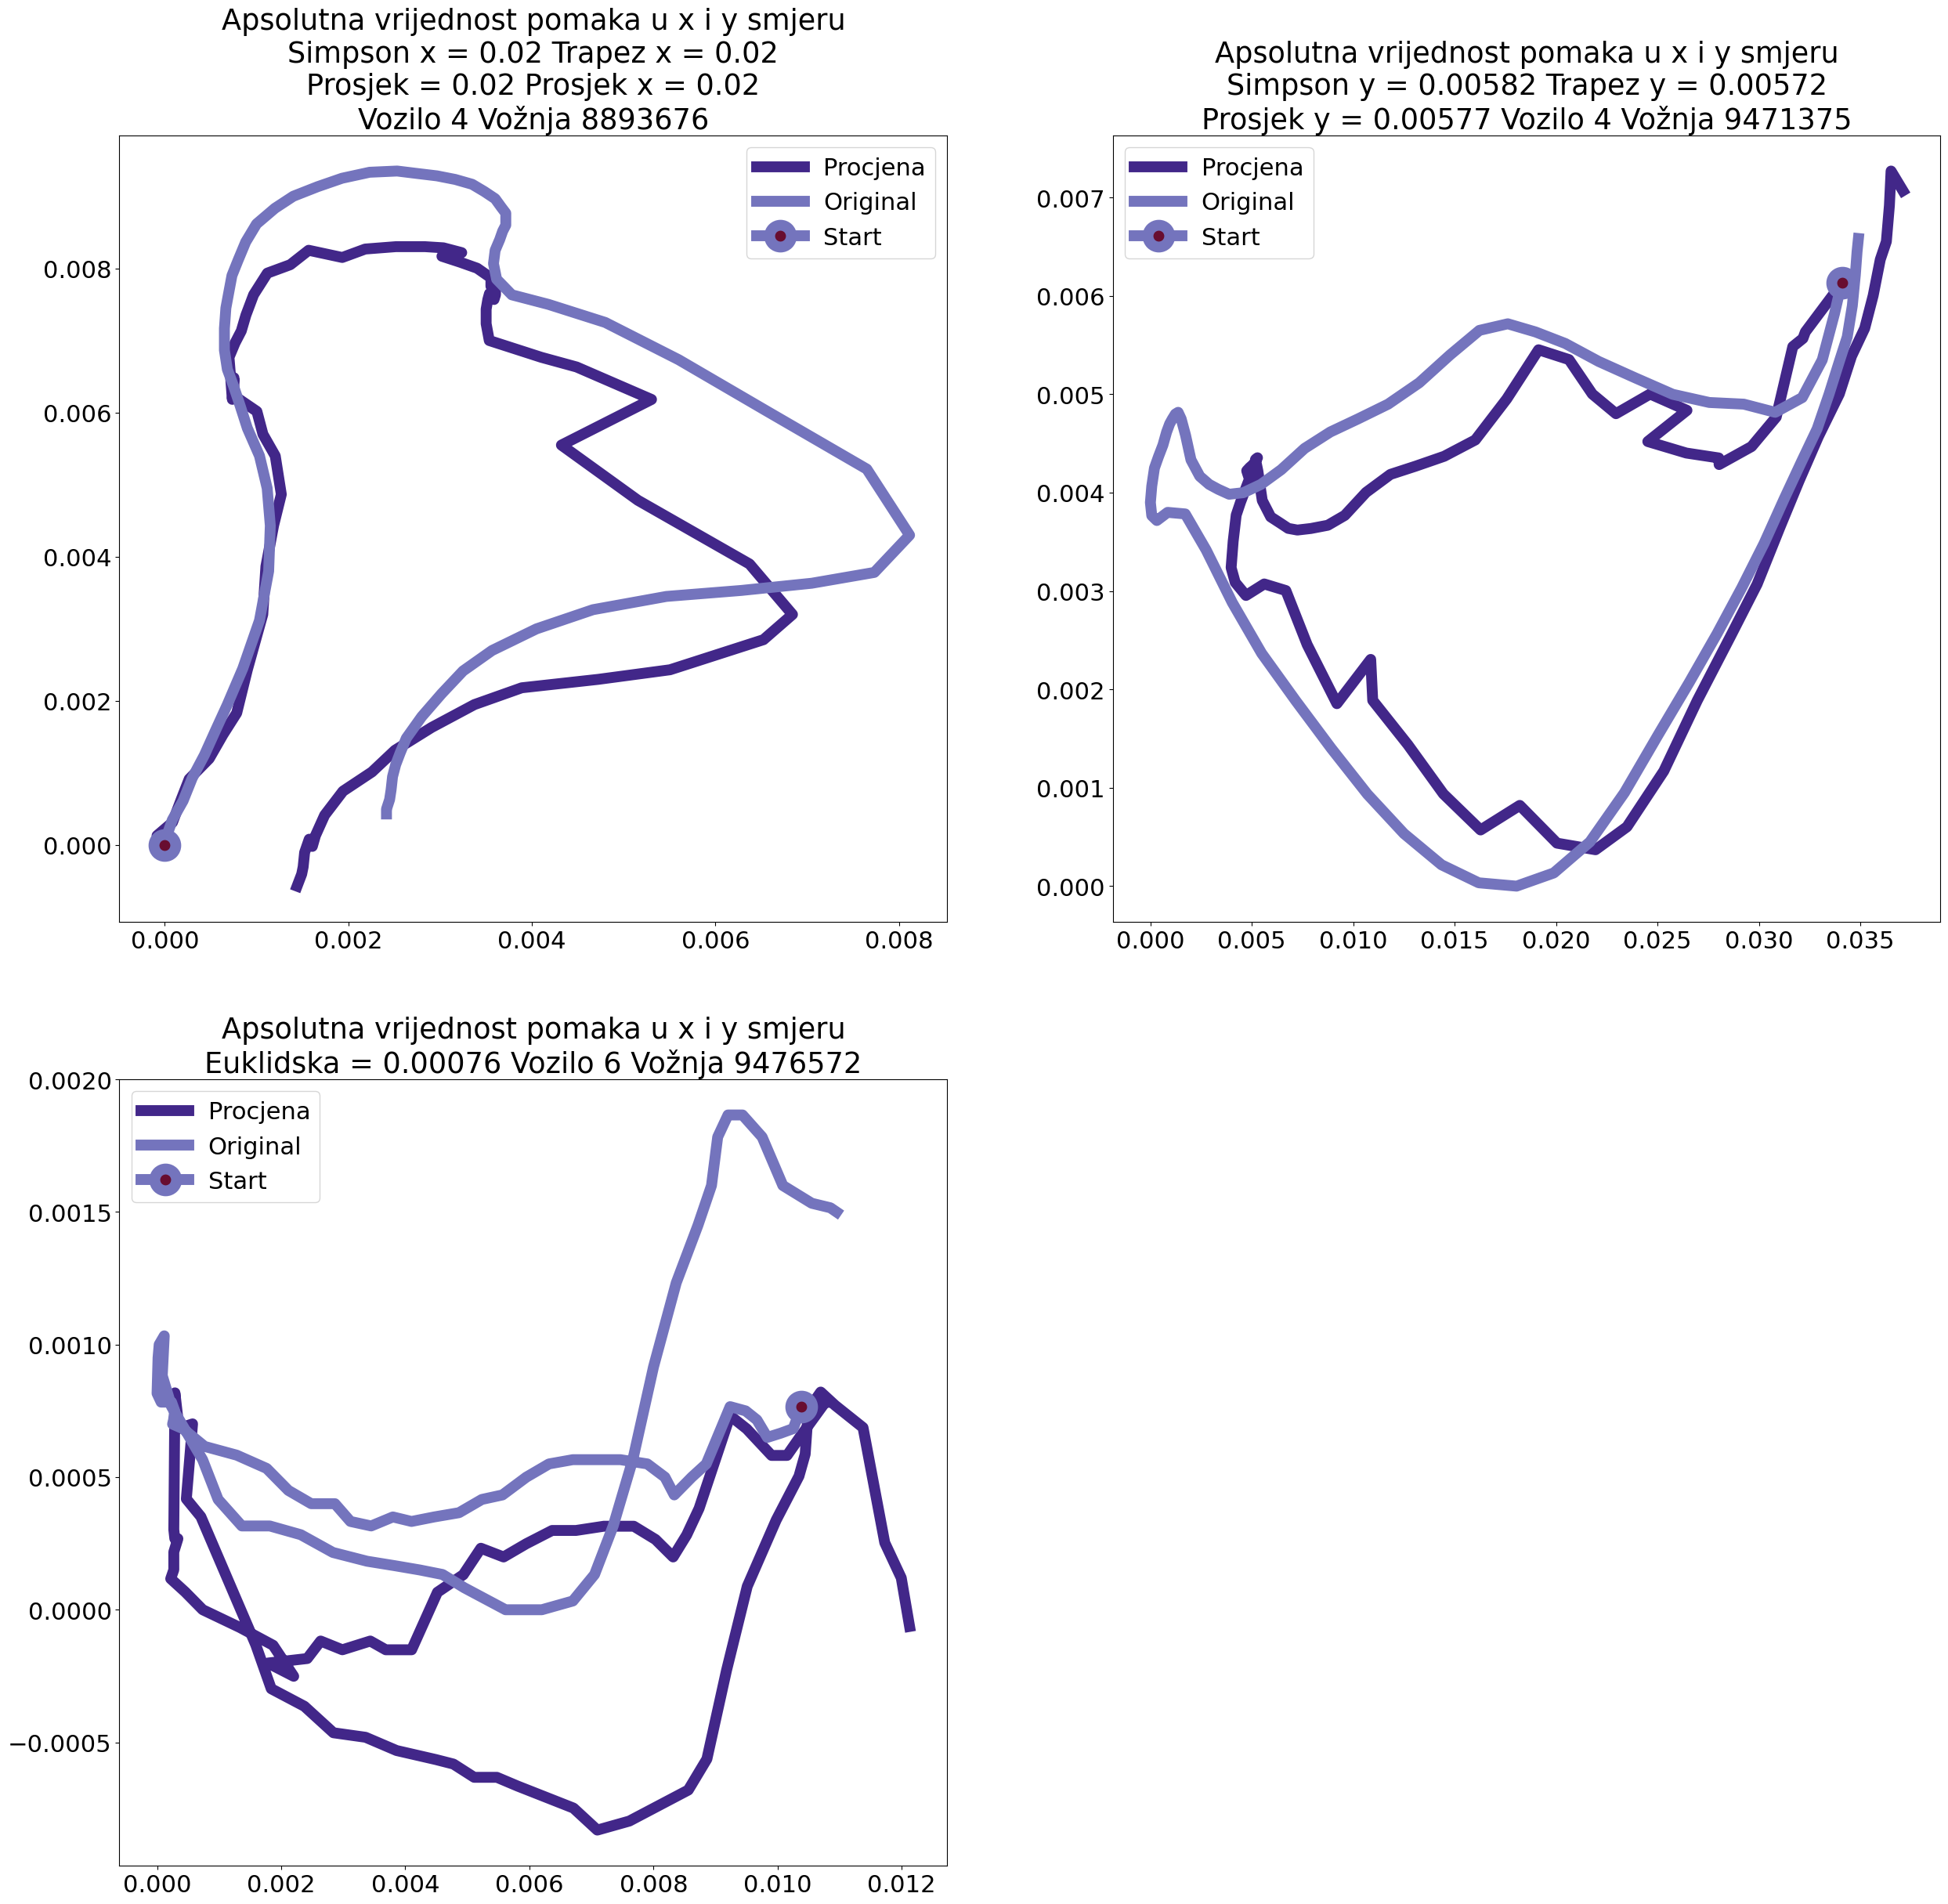 Apsolutna vrijednost pomaka u x i y smjeru
Simpson x = 0.02 Trapez x = 0.02
Prosjek = 0.02 Prosjek x = 0.02
Vozilo 4 Vožnja 8893676
Procjena
Original
Start
0.008
0.006
0.004
0.002
0.000
0.000 0.002 0.004 0.006 0.008
Apsolutna vrijednost pomaka u x i y smjeru
Simpson y = 0.00582 Trapez y = 0.00572
Prosjek y = 0.00577 Vozilo 4 Vožnja 9471375
Procjena
Original
Start
0.007
0.006
0.005
0.004
0.003
0.002
0.001
0.000
0.000 0.005 0.010 0.015 0.020 0.025 0.030 0.035
Apsolutna vrijednost pomaka u x i y smjeru
Euklidska = 0.00076 Vozilo 6 Vožnja 9476572
Procjena
Original
Start
0.0020
0.0015
0.0010
0.0005
0.0000
−0.0005
0.000 0.002 0.004 0.006 0.008 0.010 0.012